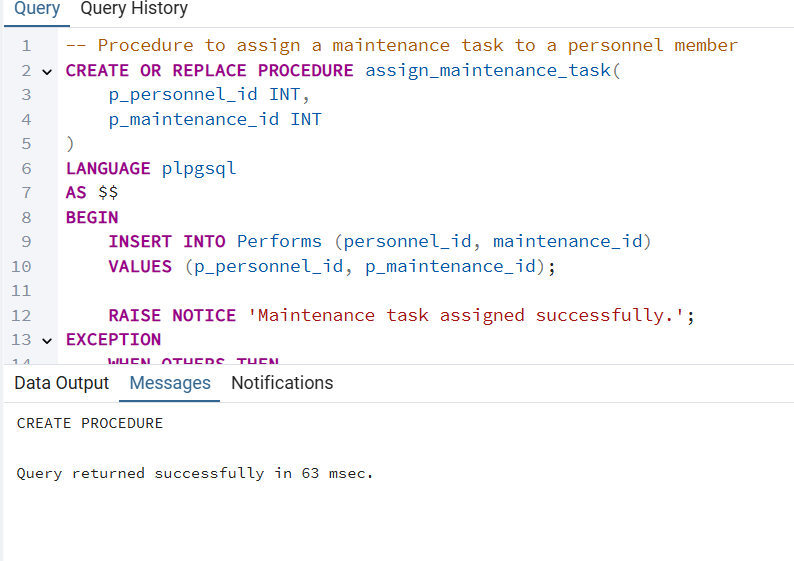 Query Query History
1 -- Procedure to assign a maintenance task to a personnel member
2 CREATE OR REPLACE PROCEDURE assign_maintenance_task(
3 p_personnel_id INT,
4 p_maintenance_id INT
5 )
6 LANGUAGE plpgsql
7 AS $$
8 BEGIN
9 INSERT INTO Performs (personnel_id, maintenance_id)
10 VALUES (p_personnel_id, p_maintenance_id);
11
12 RAISE NOTICE 'Maintenance task assigned successfully.';
13 EXCEPTION
14 WHEN OTHERS THEN
Data Output Messages Notifications
CREATE PROCEDURE
Query returned successfully in 63 msec.